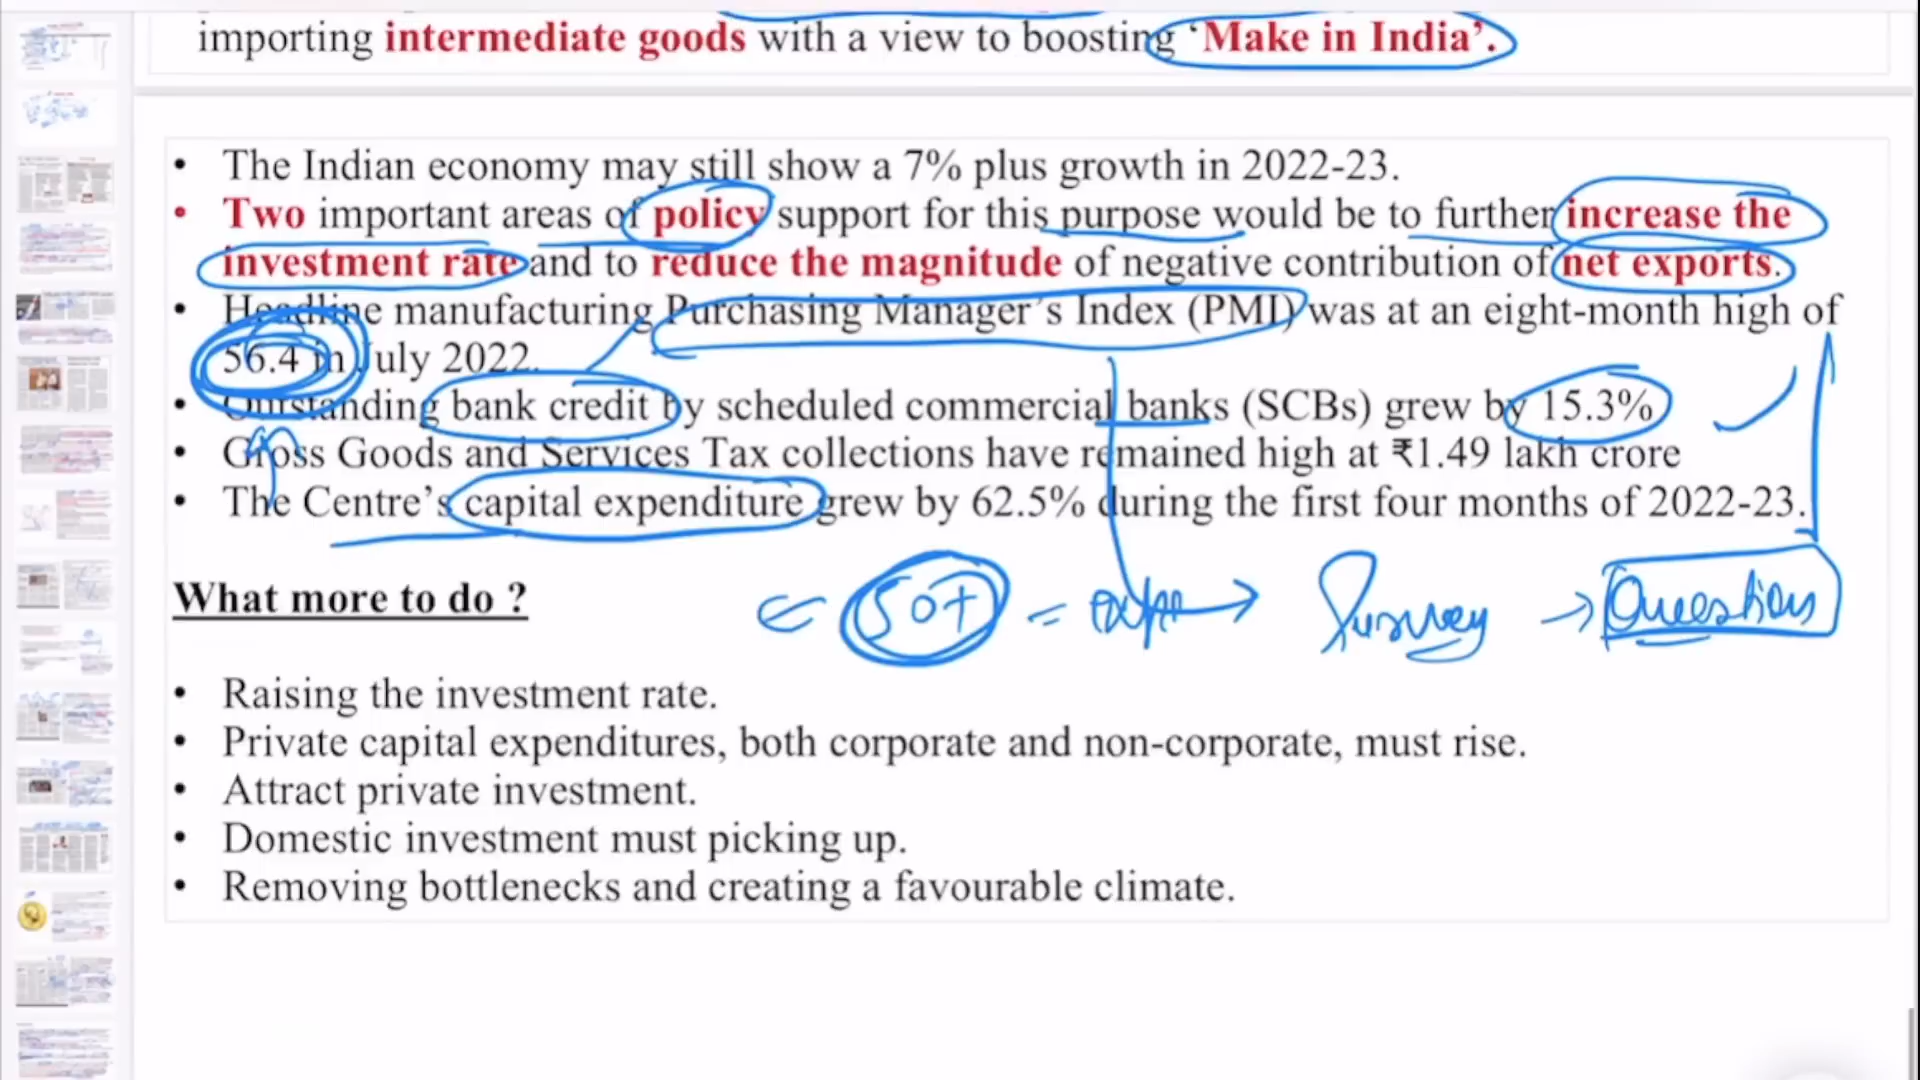 importing intermediate goods with a view to boosting ‘Make in India’.
• The Indian economy may still show a 7% plus growth in 2022-23.
• Two important areas of policy support for this purpose would be to further increase the
investment rate and to reduce the magnitude of negative contribution of net exports.
• Headline manufacturing Purchasing Manager’s Index (PMI) was at an eight-month high of
56.4 in July 2022.
• Outstanding bank credit by scheduled commercial banks (SCBs) grew by 15.3%
• Gross Goods and Services Tax collections have remained high at ₹1.49 lakh crore
• The Centre’s capital expenditure grew by 62.5% during the first four months of 2022-23.
What more to do ?
50+ = → Survey → Question
• Raising the investment rate.
• Private capital expenditures, both corporate and non-corporate, must rise.
• Attract private investment.
• Domestic investment must picking up.
• Removing bottlenecks and creating a favourable climate.